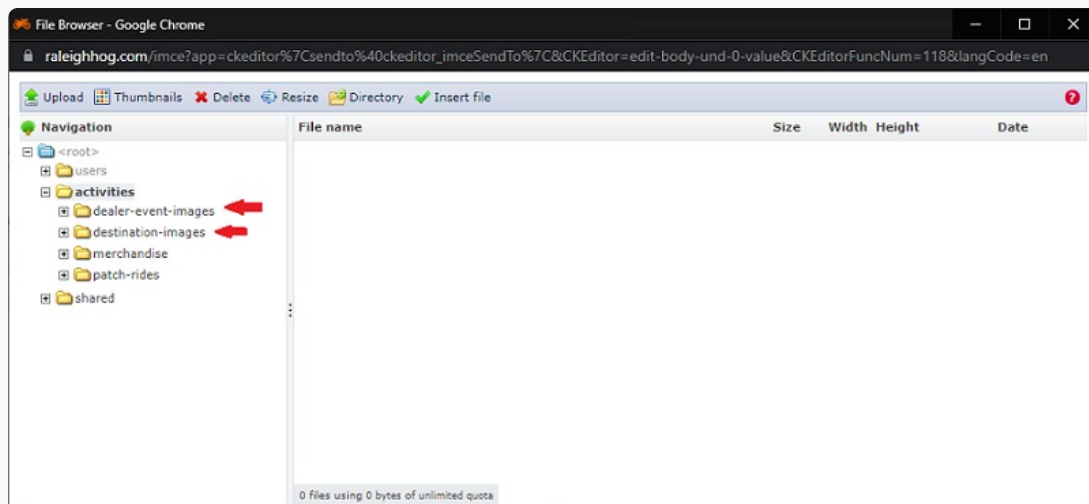 File Browser - Google Chrome
raleighhog.com/imce?app=ckeditor%7Csendto%40ckeditor_imceSendTo%7C&CKEditor=edit-body-und-0-value&CKEditorFuncNum=118&langCode=en
Upload Thumbnails Delete Resize Directory Insert file ?
Navigation File name Size Width Height Date
<root>
users
activities
dealer-event-images
destination-images
merchandise
patch-rides
shared
0 files using 0 bytes of unlimited quota